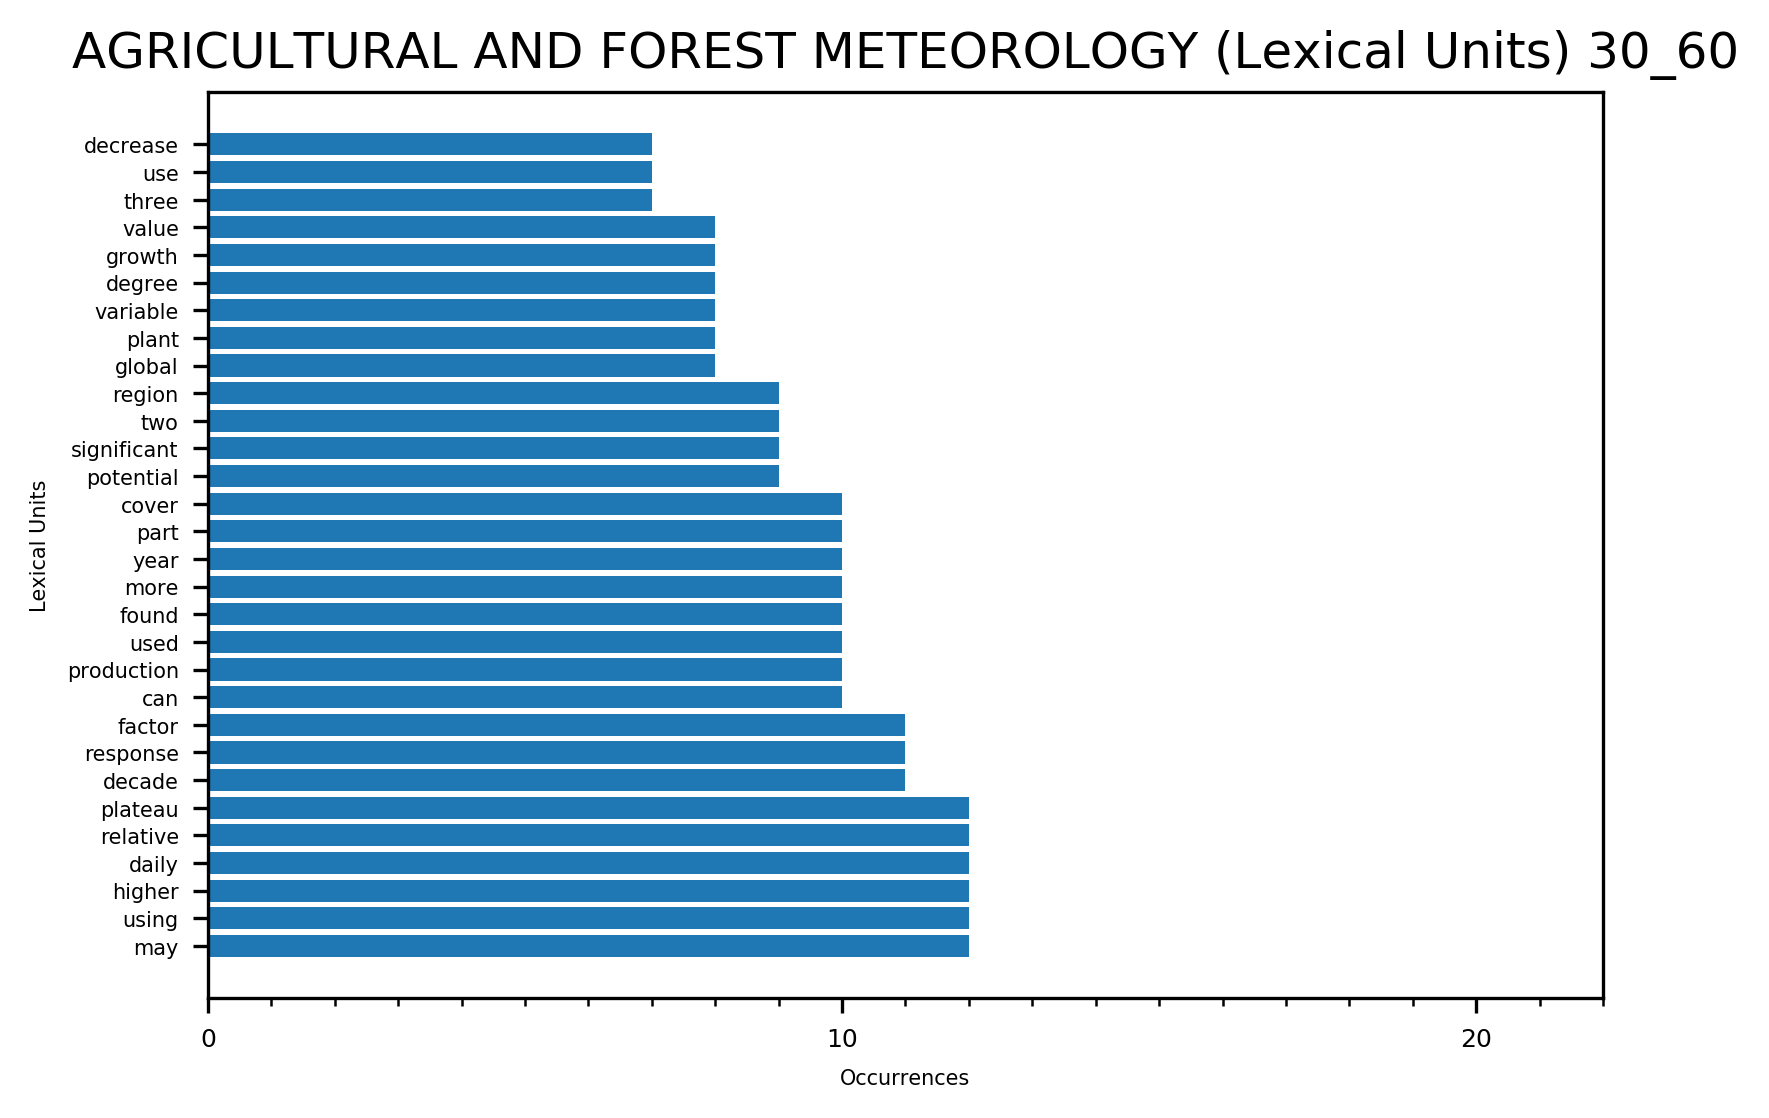 AGRICULTURAL AND FOREST METEOROLOGY (Lexical Units) 30_60
decrease
use
three
value
growth
degree
variable
plant
global
region
two
significant
potential
cover
part
year
more
found
used
production
can
factor
response
decade
plateau
relative
daily
higher
using
may
Lexical Units
0 10 20
Occurrences